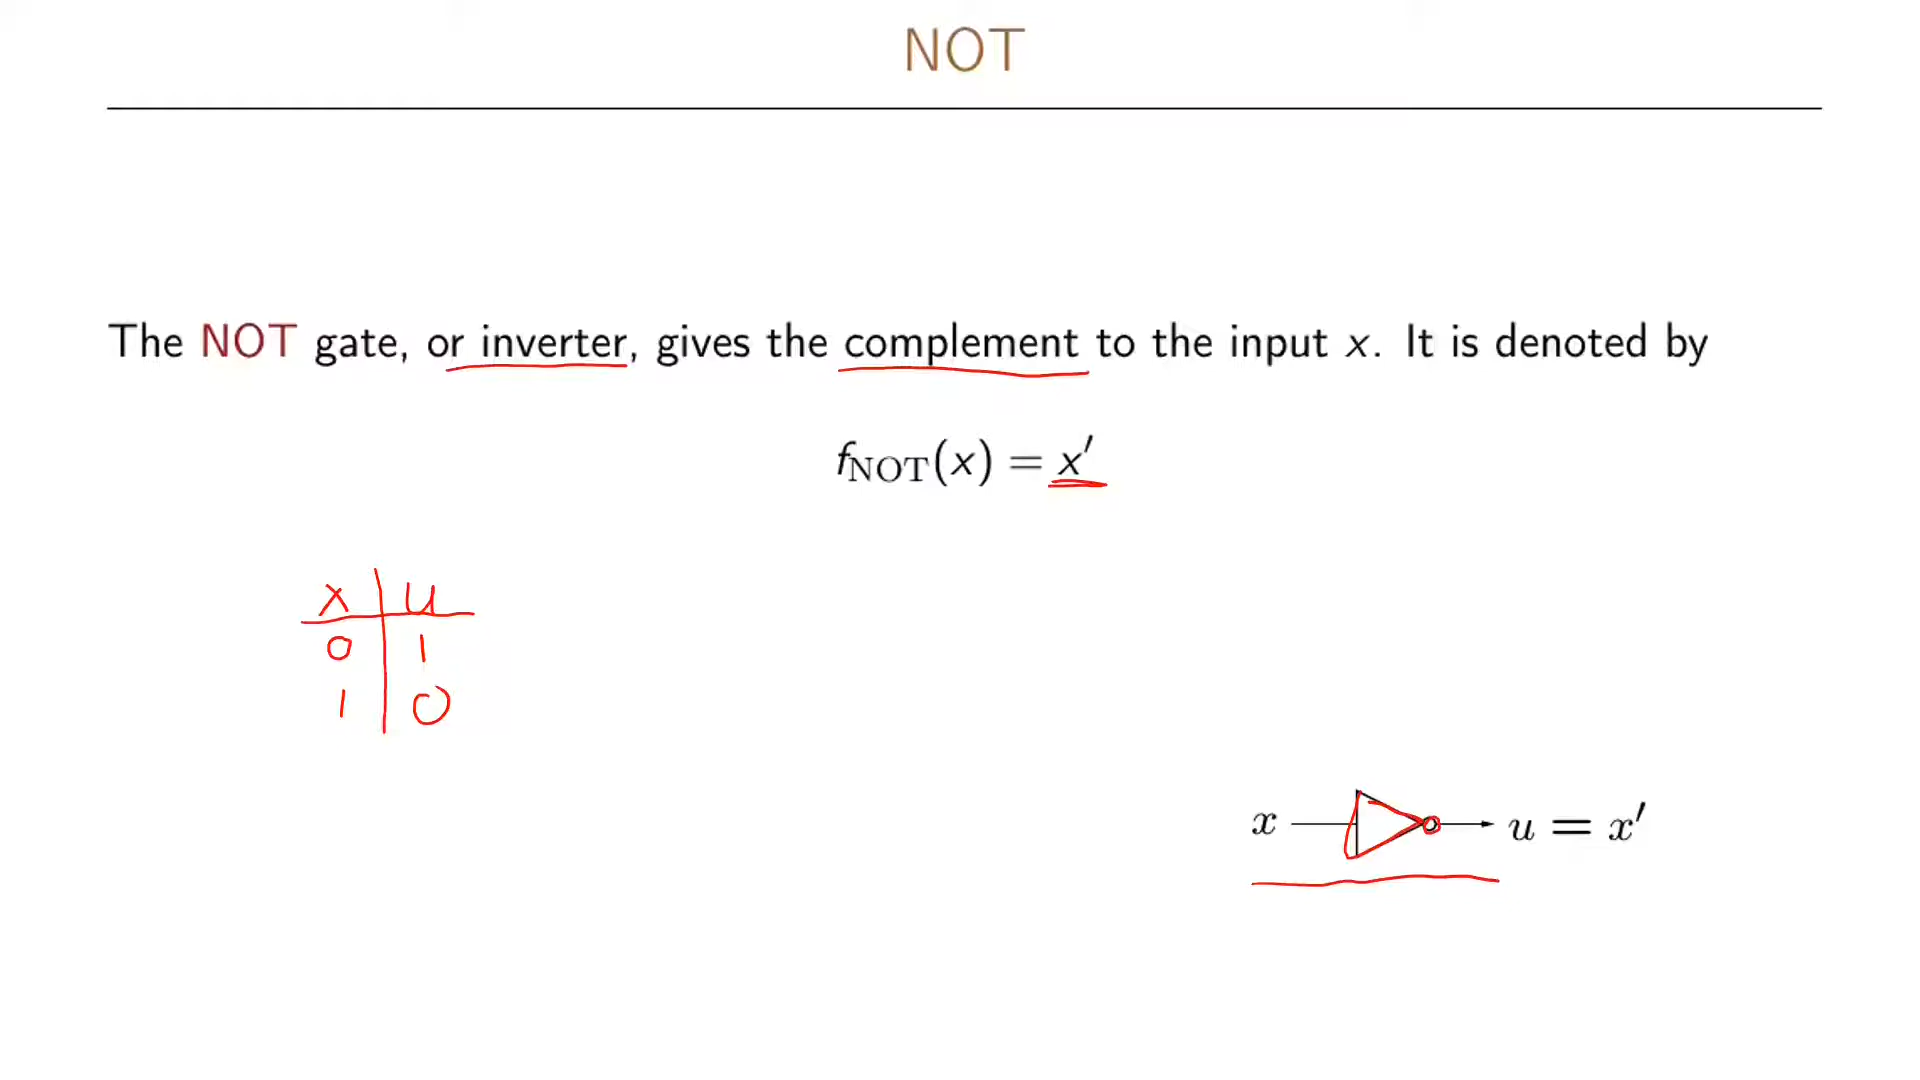 NOT
The NOT gate, or inverter, gives the complement to the input x. It is denoted by
f_NOT(x) = x′
x | u
0 | 1
1 | 0
x u = x′